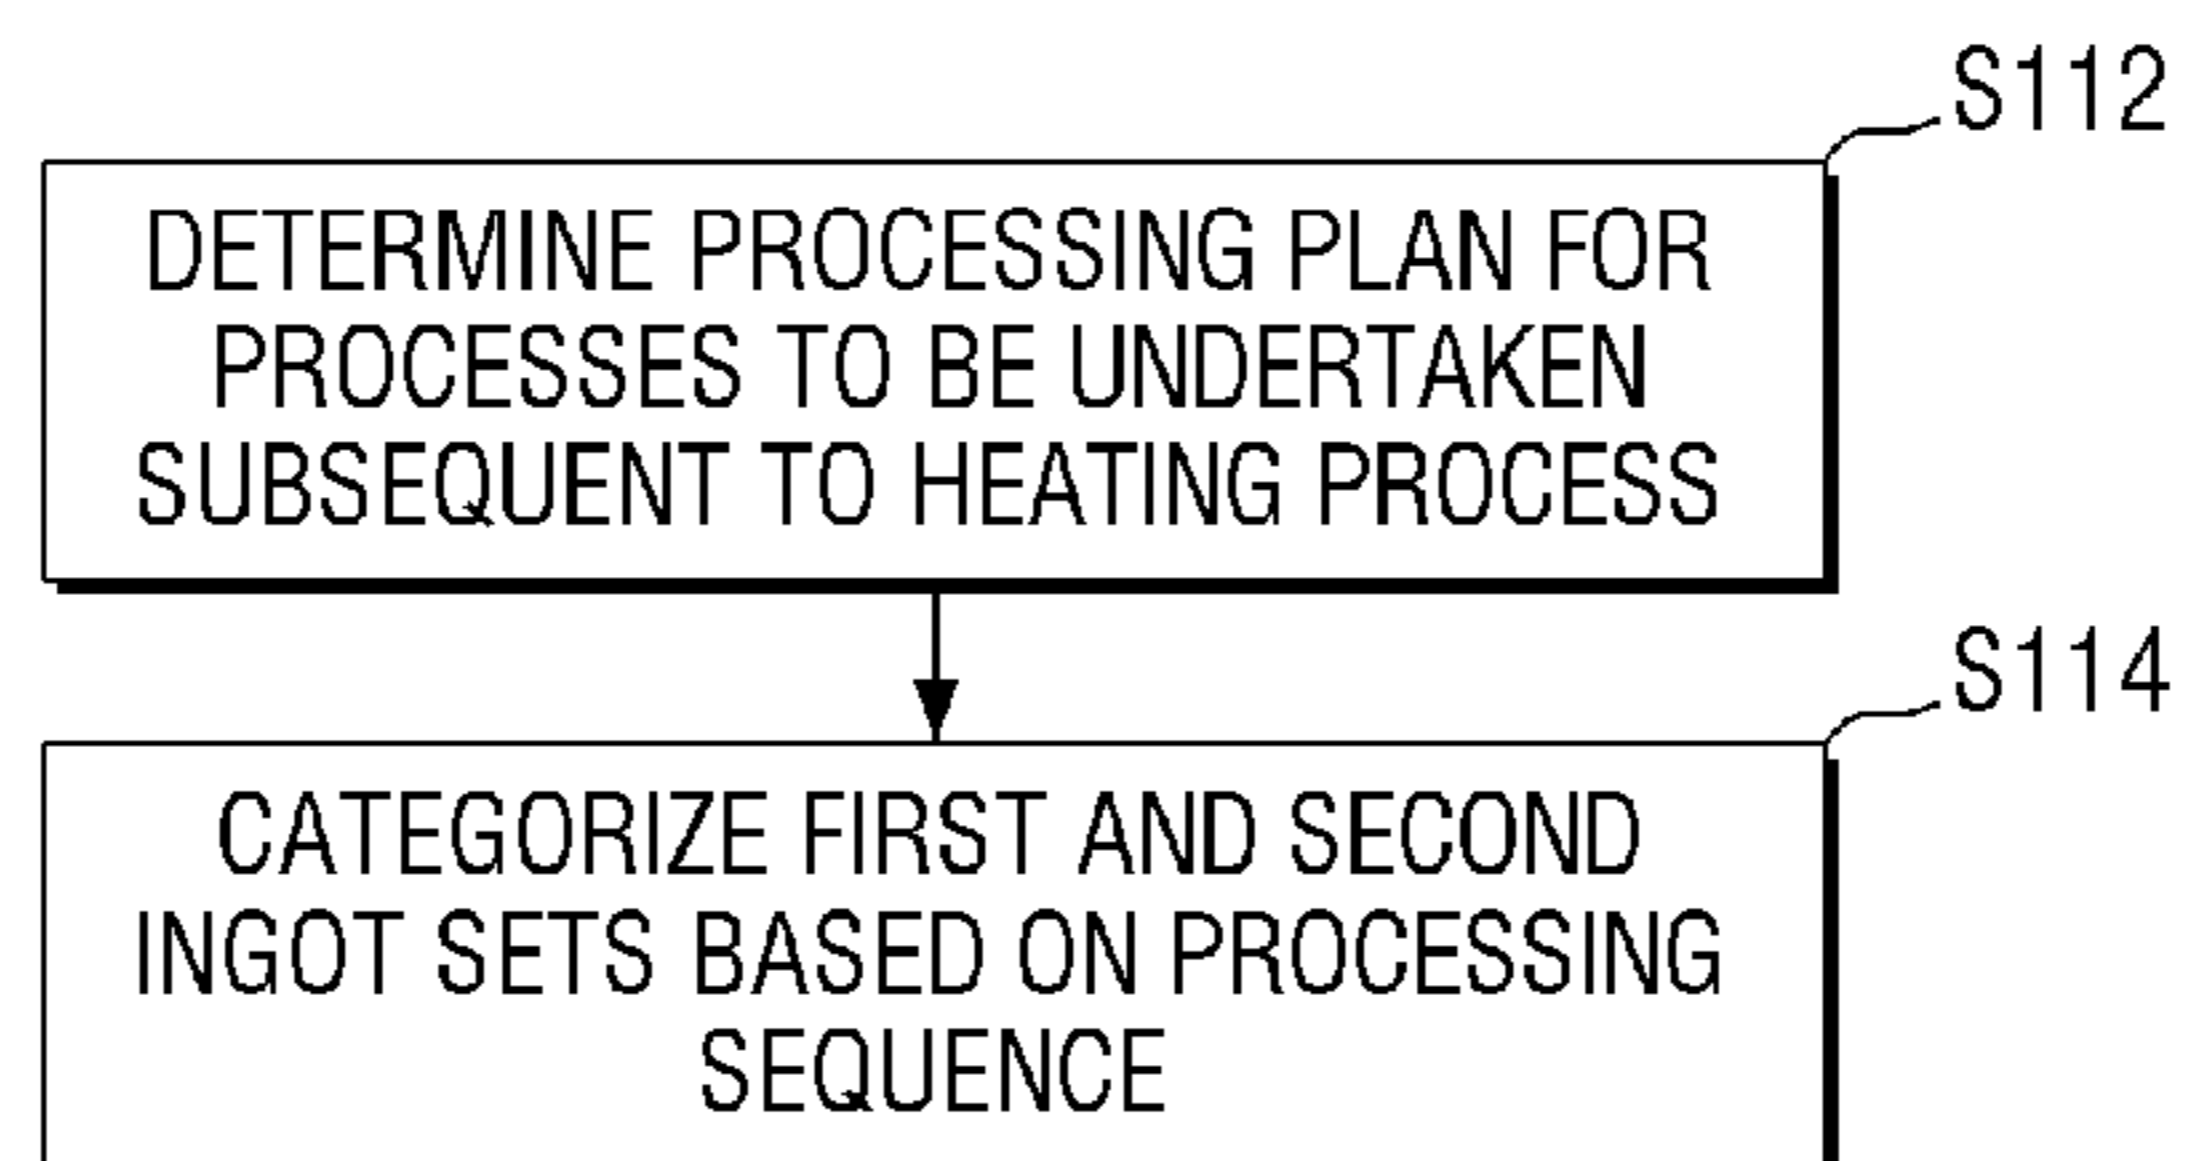 S112
DETERMINE PROCESSING PLAN FOR
PROCESSES TO BE UNDERTAKEN
SUBSEQUENT TO HEATING PROCESS
S114
CATEGORIZE FIRST AND SECOND
INGOT SETS BASED ON PROCESSING
SEQUENCE